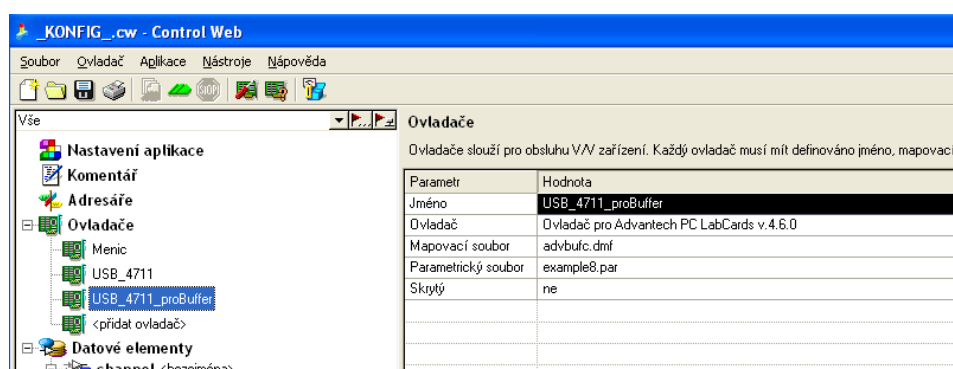 _KONFIG_.cw - Control Web
Soubor Ovladač Aplikace Nástroje Nápověda
STOP
Vše
Nastavení aplikace
Komentář
Adresáře
Ovladače
Menic
USB_4711
USB_4711_proBuffer
<přidat ovladač>
Datové elementy
channel <bezejména>
Ovladače
Ovladače slouží pro obsluhu V/V zařízení. Každý ovladač musí mít definováno jméno, mapovací
Parametr Hodnota
Jméno USB_4711_proBuffer
Ovladač Ovladač pro Advantech PC LabCards v.4.6.0
Mapovací soubor advbufc.dmf
Parametrický soubor example8.par
Skrytý ne